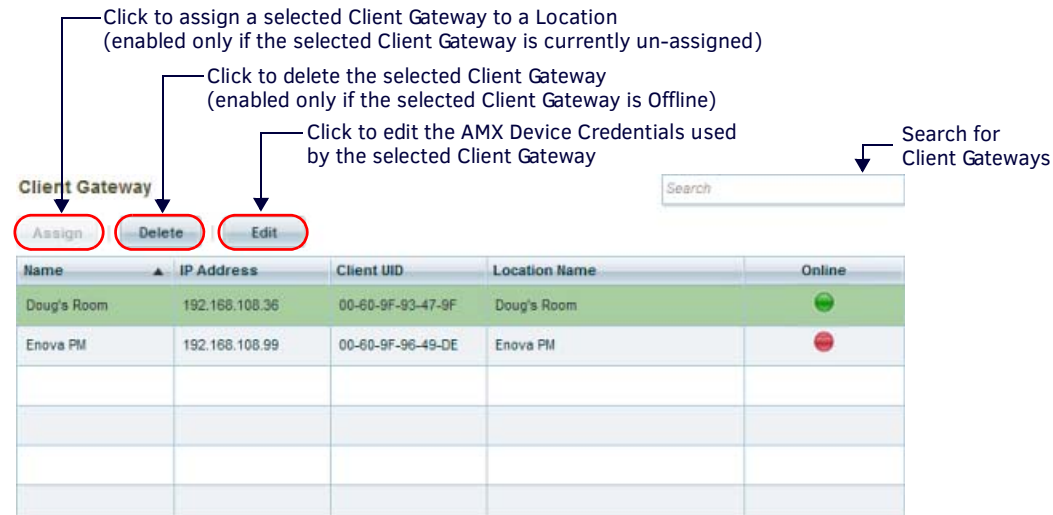 Click to assign a selected Client Gateway to a Location
(enabled only if the selected Client Gateway is currently un-assigned)
Click to delete the selected Client Gateway
(enabled only if the selected Client Gateway is Offline)
Click to edit the AMX Device Credentials used
by the selected Client Gateway
Search for
Client Gateways
Client Gateway
Search
Assign Delete Edit
Name IP Address Client UID Location Name Online
Doug's Room 192.168.108.36 00-60-9F-93-47-9F Doug's Room
Enova PM 192.168.108.99 00-60-9F-96-49-DE Enova PM